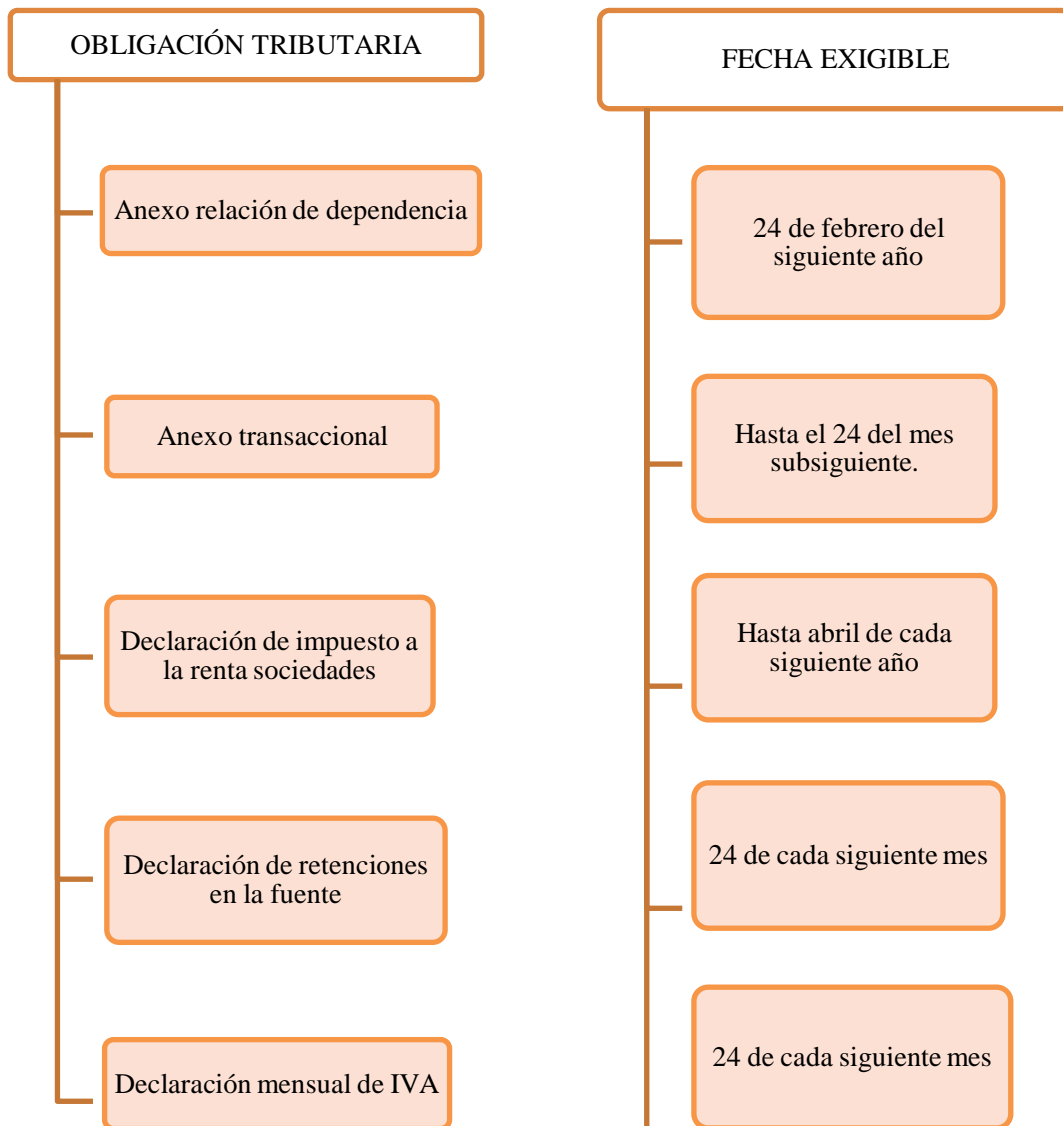 OBLIGACIÓN TRIBUTARIA
Anexo relación de dependencia
Anexo transaccional
Declaración de impuesto a
la renta sociedades
Declaración de retenciones
en la fuente
Declaración mensual de IVA
FECHA EXIGIBLE
24 de febrero del
siguiente año
Hasta el 24 del mes
subsiguiente.
Hasta abril de cada
siguiente año
24 de cada siguiente mes
24 de cada siguiente mes